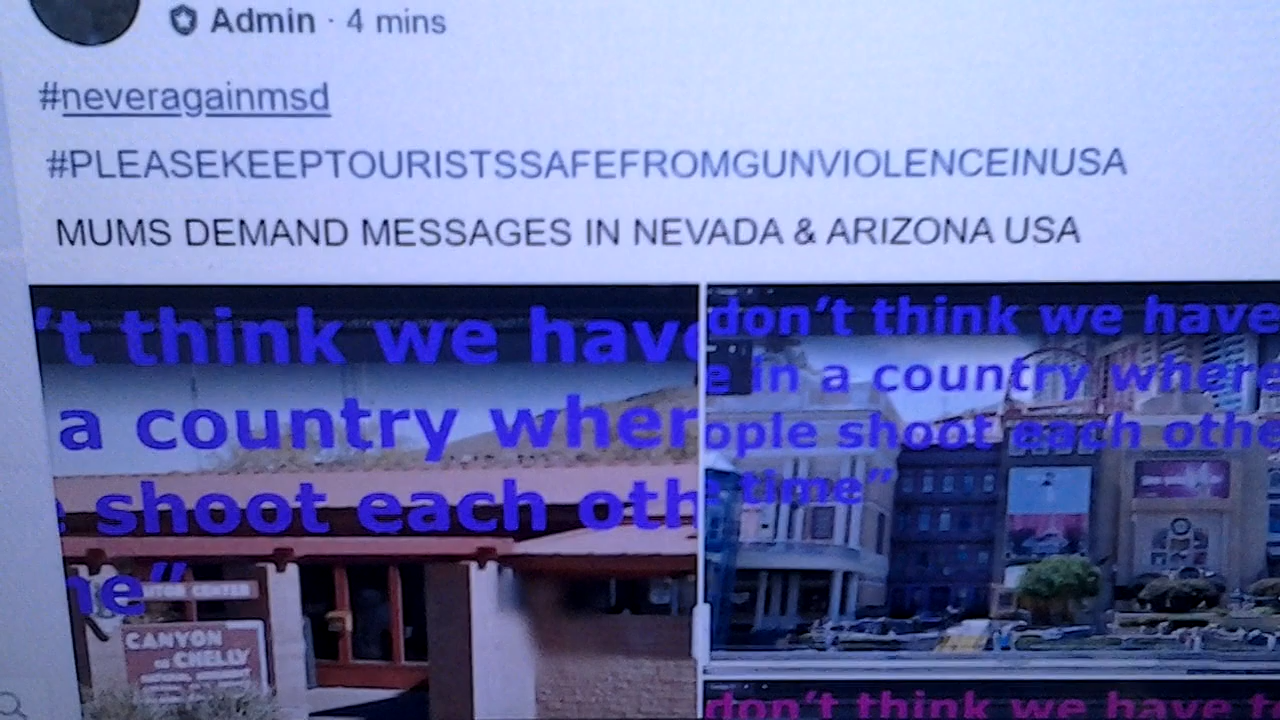 Admin · 4 mins
#neveragainmsd
#PLEASEKEEPTOURISTSSAFEFROMGUNVIOLENCEINUSA
MUMS DEMAND MESSAGES IN NEVADA & ARIZONA USA
't think we have
a country wher
shoot each oth
e"
CENTER
CANYON
DE CHELLY
don't think we have
e in a country where
ople shoot each othe
time"
don't think we have t